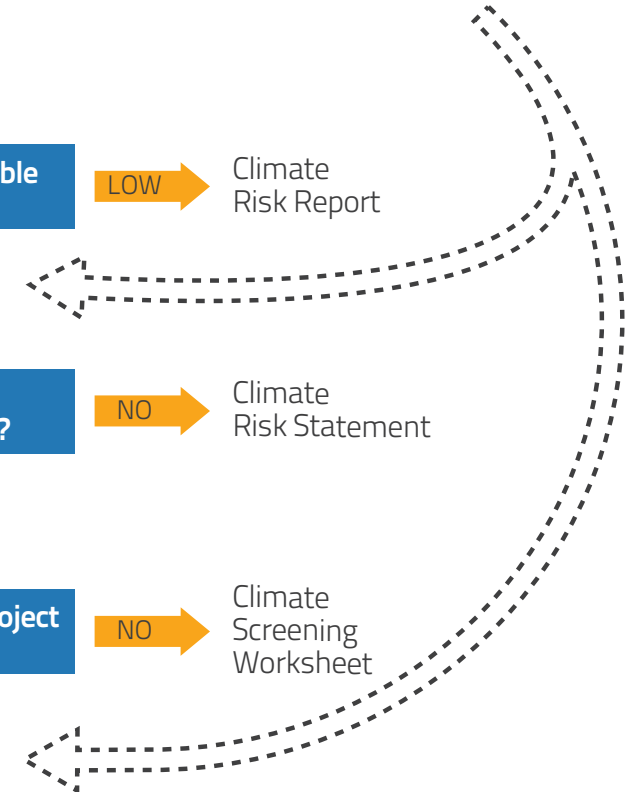 ble
LOW
Climate
Risk Report
?
NO
Climate
Risk Statement
oject
NO
Climate
Screening
Worksheet